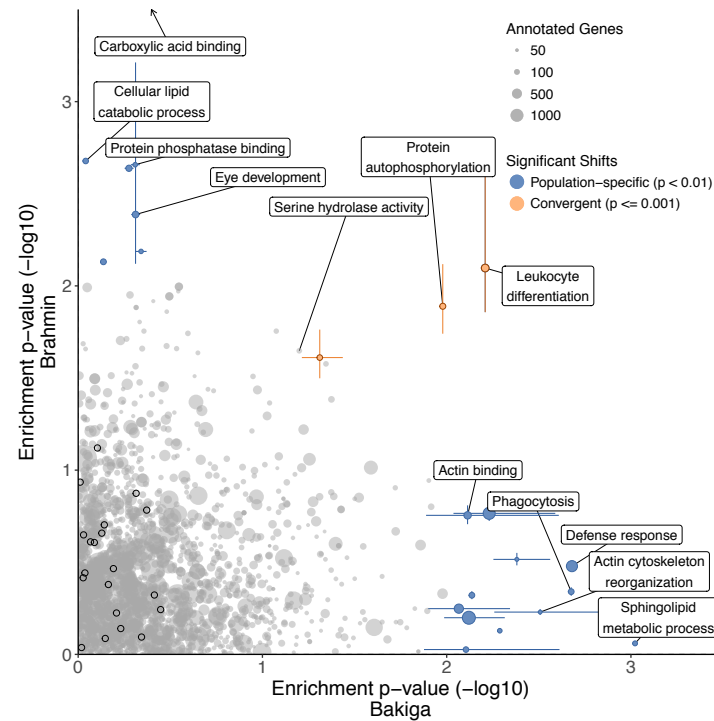 Carboxylic acid binding
Cellular lipid
catabolic process
Protein phosphatase binding
Eye development
Serine hydrolase activity
Protein
autophosphorylation
Leukocyte
differentiation
Annotated Genes
50
100
500
1000
Significant Shifts
Population−specific (p < 0.01)
Convergent (p <= 0.001)
Actin binding
Phagocytosis
Defense response
Actin cytoskeleton
reorganization
Sphingolipid
metabolic process
3
2
1
0
0
1
2
3
Enrichment p−value (−log10)
Brahmin
Enrichment p−value (−log10)
Bakiga